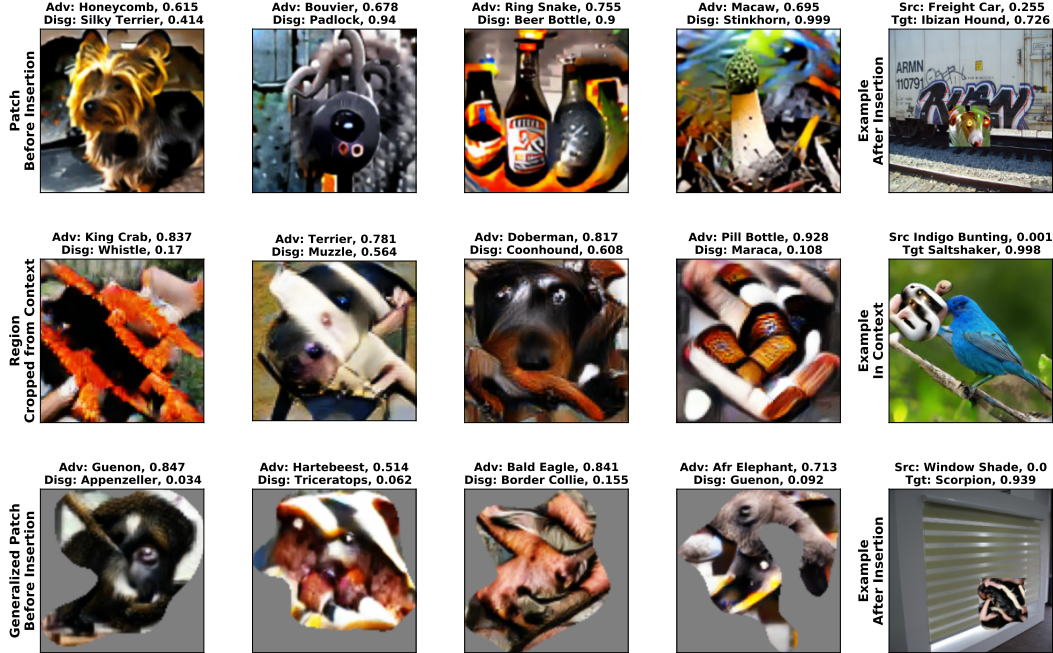 Adv: Honeycomb, 0.615
Disg: Silky Terrier, 0.414
Adv: Bouvier, 0.678
Disg: Padlock, 0.94
Adv: Ring Snake, 0.755
Disg: Beer Bottle, 0.9
Adv: Macaw, 0.695
Disg: Stinkhorn, 0.999
Src: Freight Car, 0.255
Tgt: Ibizan Hound, 0.726
Patch
Before Insertion
Example
After Insertion
ARMN
110791
Adv: King Crab, 0.837
Disg: Whistle, 0.17
Adv: Terrier, 0.781
Disg: Muzzle, 0.564
Adv: Doberman, 0.817
Disg: Coonhound, 0.608
Adv: Pill Bottle, 0.928
Disg: Maraca, 0.108
Src Indigo Bunting, 0.001
Tgt Saltshaker, 0.998
Region
Cropped from Context
Example
In Context
Adv: Guenon, 0.847
Disg: Appenzeller, 0.034
Adv: Hartebeest, 0.514
Disg: Triceratops, 0.062
Adv: Bald Eagle, 0.841
Disg: Border Collie, 0.155
Adv: Afr Elephant, 0.713
Disg: Guenon, 0.092
Src: Window Shade, 0.0
Tgt: Scorpion, 0.939
Generalized Patch
Before Insertion
Example
After Insertion